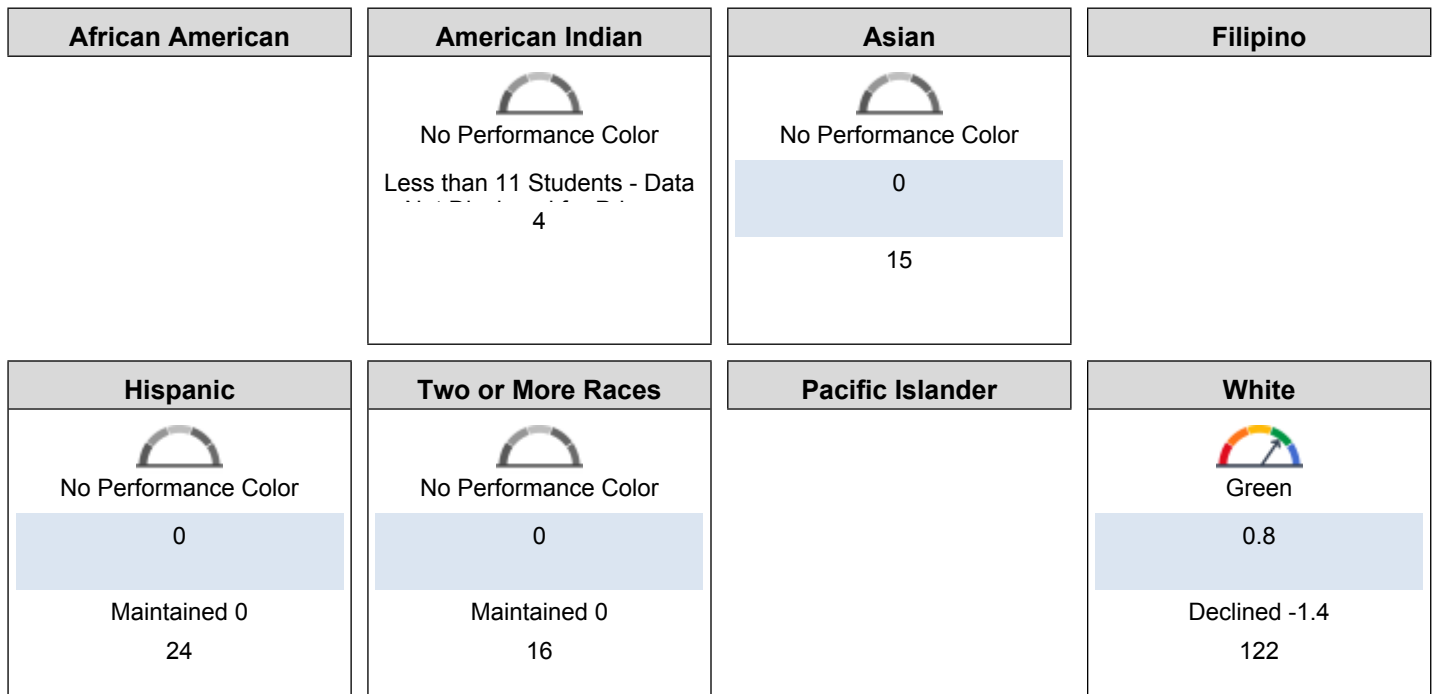 African American
American Indian
Asian
Filipino
No Performance Color
No Performance Color
Less than 11 Students - Data
4
0
15
Hispanic
Two or More Races
Pacific Islander
White
No Performance Color
No Performance Color
Green
0
0
0.8
Maintained 0
Maintained 0
Declined -1.4
24
16
122